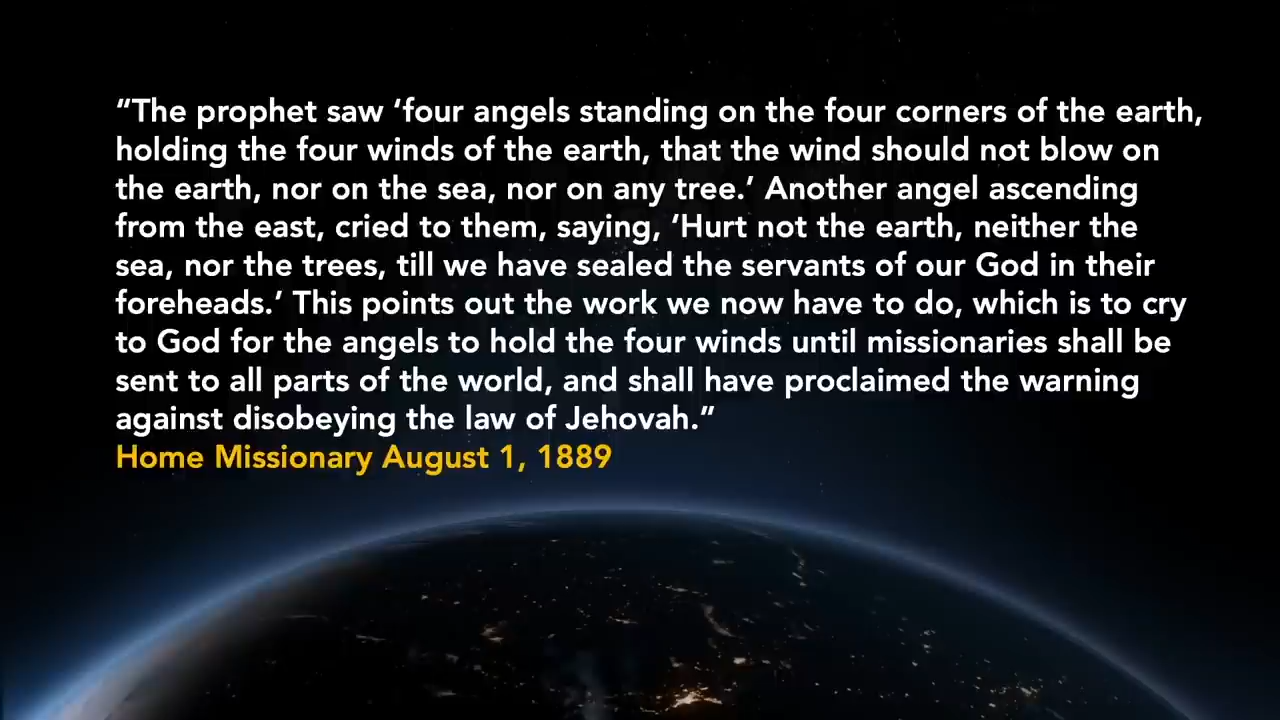 “The prophet saw ‘four angels standing on the four corners of the earth,
holding the four winds of the earth, that the wind should not blow on
the earth, nor on the sea, nor on any tree.’ Another angel ascending
from the east, cried to them, saying, ‘Hurt not the earth, neither the
sea, nor the trees, till we have sealed the servants of our God in their
foreheads.’ This points out the work we now have to do, which is to cry
to God for the angels to hold the four winds until missionaries shall be
sent to all parts of the world, and shall have proclaimed the warning
against disobeying the law of Jehovah.”
Home Missionary August 1, 1889